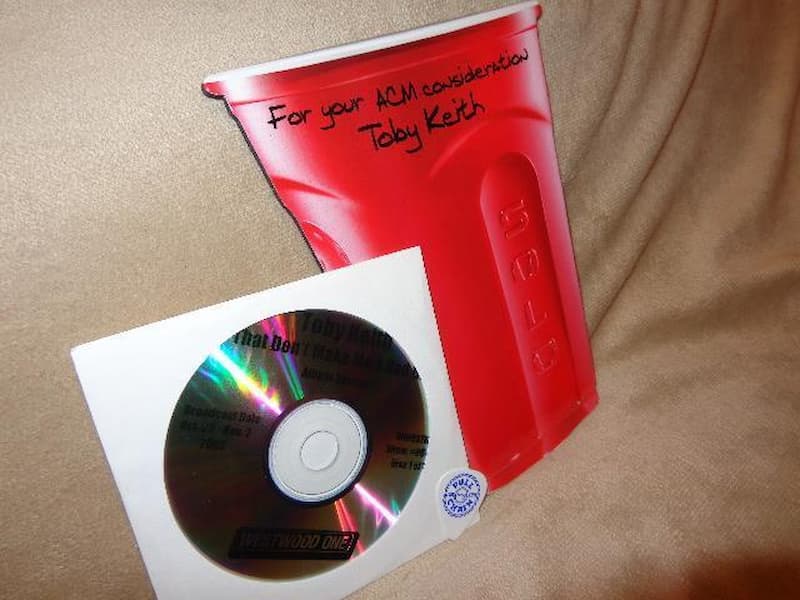 For your ACM consideration
Toby Keith
SOLO
Toby Keith
That Don't Make Me a Bad
Broadcast Date
WESTWOOD ONE
PULL
CHAIN